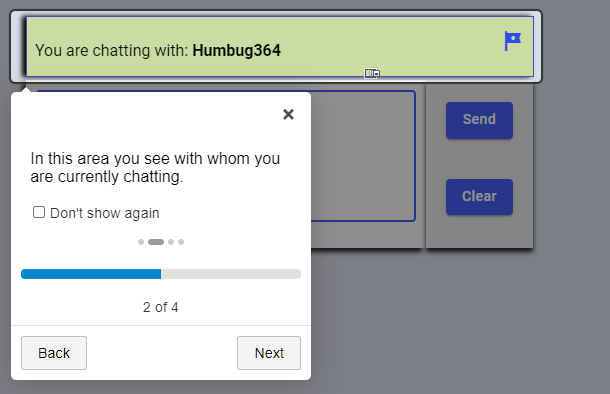 You are chatting with: Humbug364
×
In this area you see with whom you
are currently chatting.
Don't show again
2 of 4
Back
Next
Send
Clear